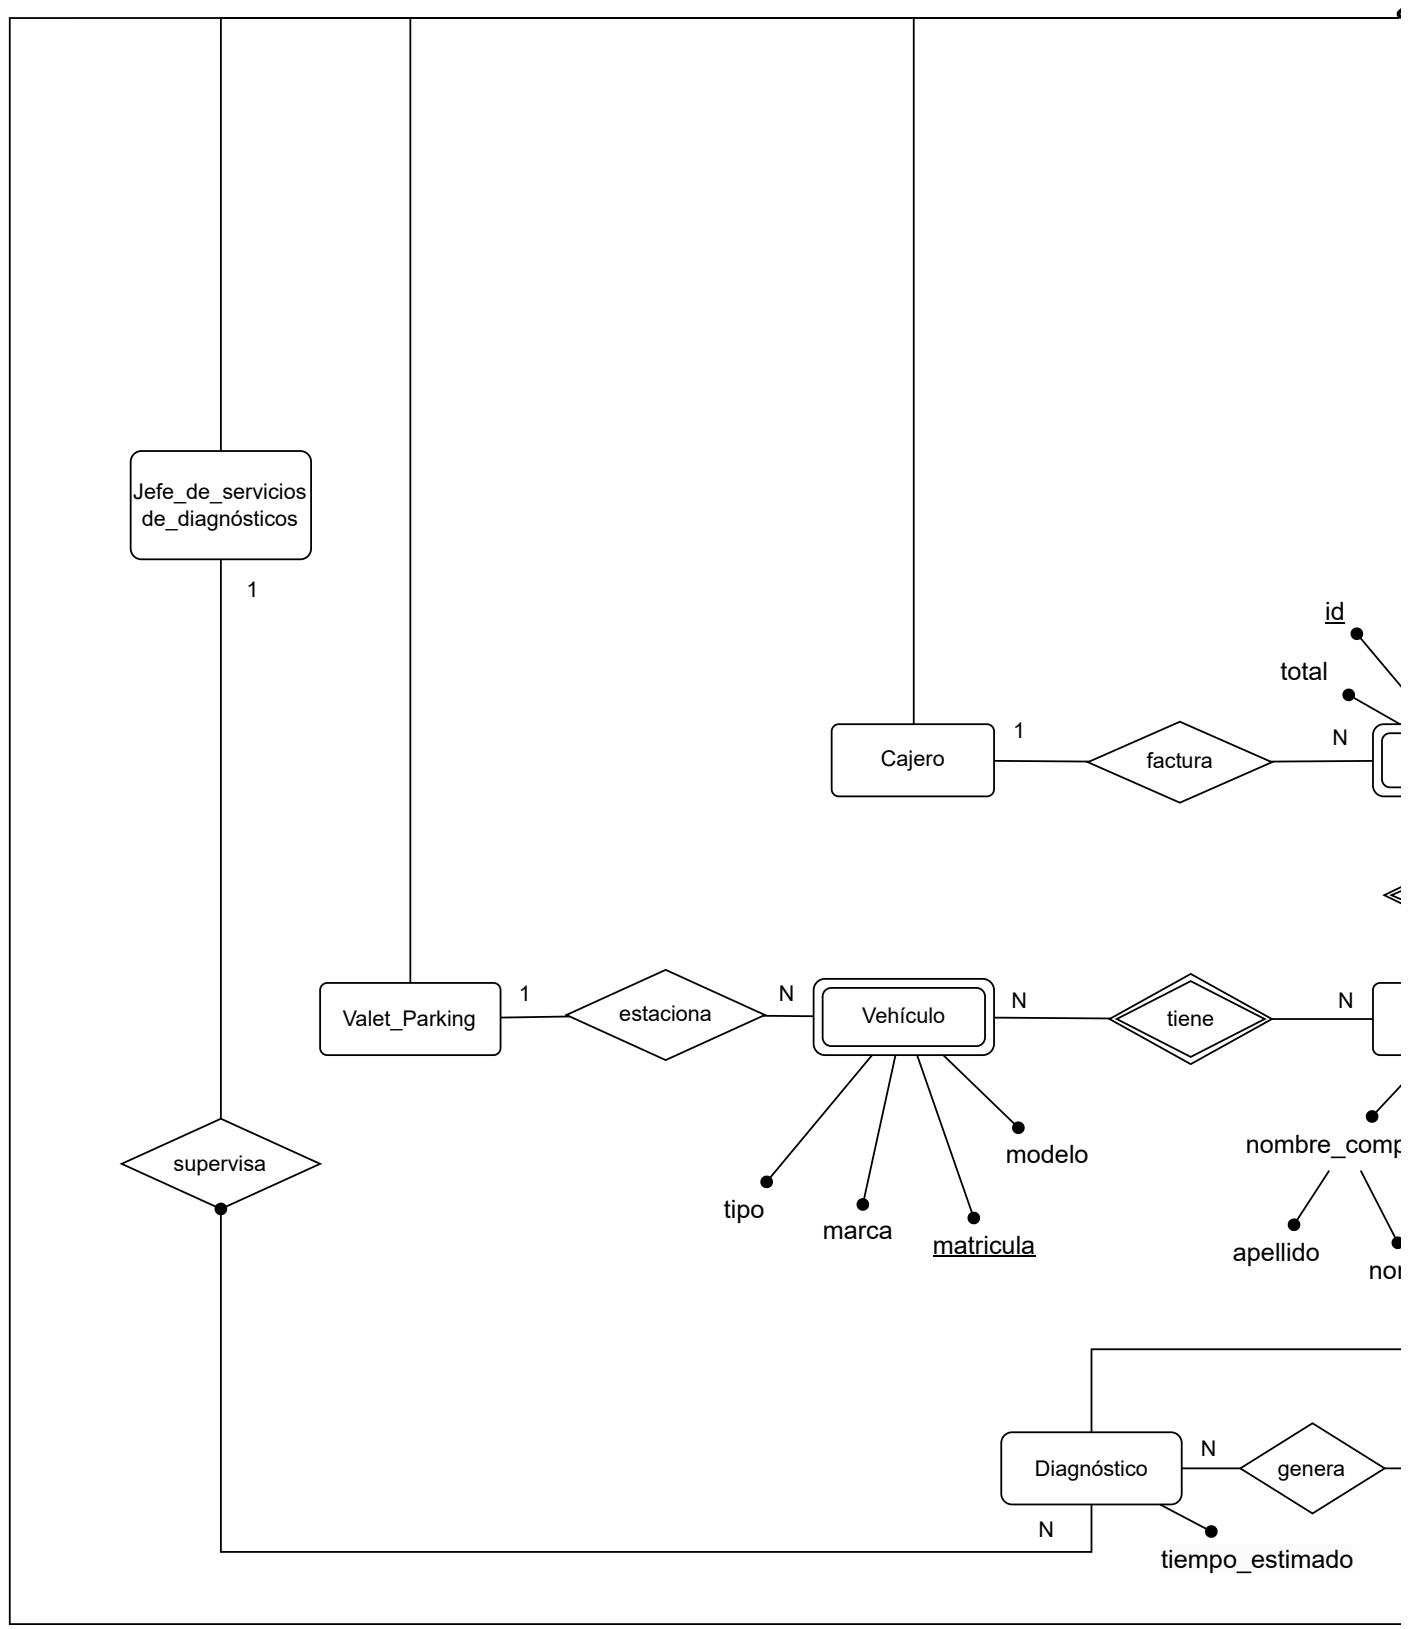 Jefe_de_servicios
de_diagnósticos
1
id
total
Cajero
1
factura
N
Valet_Parking
1
estaciona
N
Vehículo
N
tiene
N
supervisa
tipo
marca
matricula
modelo
nombre_comp
apellido
Diagnóstico
N
genera
N
tiempo_estimado